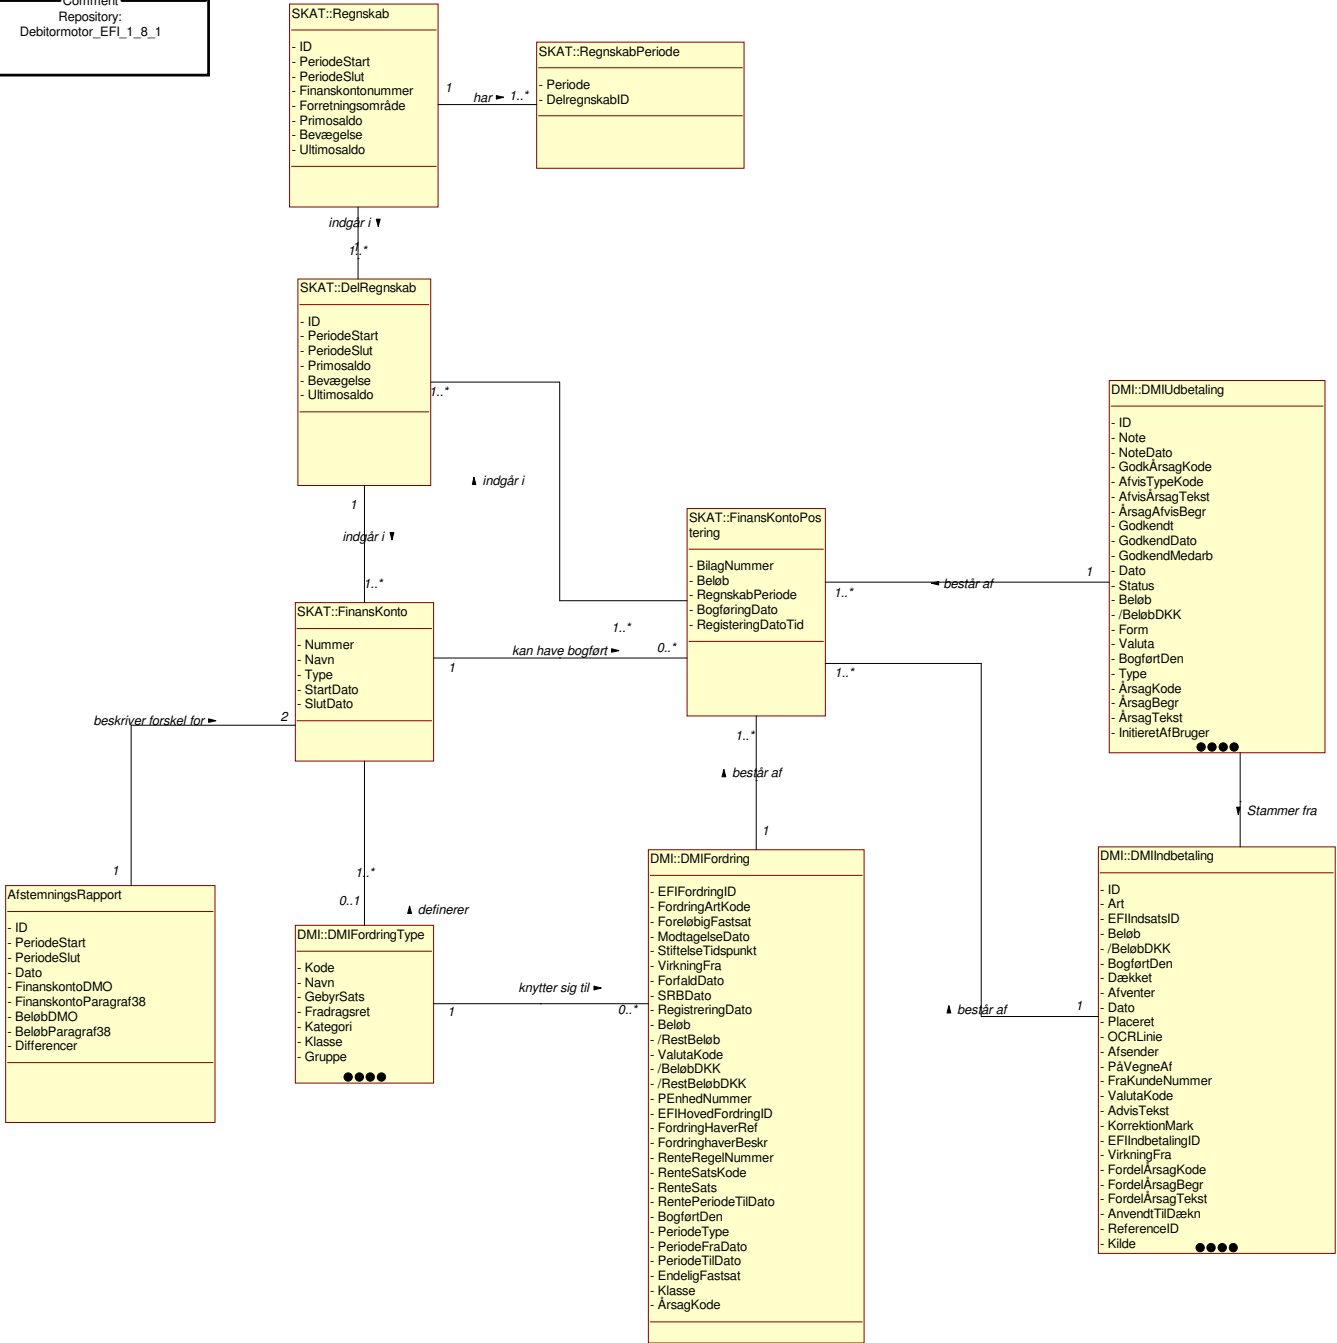 Comment
Repository:
Debitormotor_EFI_1_8_1
SKAT::Regnskab
- ID
- PeriodeStart
- PeriodeSlut
- Finanskontonummer
- Forretningsområde
- Primosaldo
- Bevægelse
- Ultimosaldo
1
har
1..*
SKAT::RegnskabPeriode
- Periode
- DelregnskabID
indgår i
1
1..*
SKAT::DelRegnskab
- ID
- PeriodeStart
- PeriodeSlut
- Primosaldo
- Bevægelse
- Ultimosaldo
1..*
indgår i
1
indgår i
1..*
SKAT::FinansKonto
- Nummer
- Navn
- Type
- StartDato
- SlutDato
1..*
1
kan have bogført
0..*
SKAT::FinansKontoPos
tering
- BilagNummer
- Beløb
- RegnskabPeriode
- BogføringDato
- RegisteringDatoTid
1..*
består af
1
1..*
DMI::DMIUdbetaling
- ID
- Note
- NoteDato
- GodkÅrsagKode
- AfvisTypeKode
- AfvisÅrsagTekst
- ÅrsagAfvisBegr
- Godkendt
- GodkendDato
- GodkendMedarb
- Dato
- Status
- Beløb
- /BeløbDKK
- Form
- Valuta
- BogførtDen
- Type
- ÅrsagKode
- ÅrsagBegr
- ÅrsagTekst
- InitieretAfBruger
Stammer fra
beskriver forskel for
2
1
AfstemningsRapport
- ID
- PeriodeStart
- PeriodeSlut
- Dato
- FinanskontoDMO
- FinanskontoParagraf38
- BeløbDMO
- BeløbParagraf38
- Differencer
1..*
0..1
definerer
DMI::DMIFordringType
- Kode
- Navn
- GebyrSats
- Fradragsret
- Kategori
- Klasse
- Gruppe
1
knytter sig til
0..*
1..*
består af
1
DMI::DMIFordring
- EFIFordringID
- FordringArtKode
- ForeløbigFastsat
- ModtagelseDato
- StiftelseTidspunkt
- VirkningFra
- ForfaldDato
- SRBDato
- RegistreringDato
- Beløb
- /RestBeløb
- ValutaKode
- /BeløbDKK
- /RestBeløbDKK
- PEnhedNummer
- EFIHovedFordringID
- FordringHaverRef
- FordringhaverBeskr
- RenteRegelNummer
- RenteSatsKode
- RenteSats
- RentePeriodeTilDato
- BogførtDen
- PeriodeType
- PeriodeFraDato
- PeriodeTilDato
- EndeligFastsat
- Klasse
- ÅrsagKode
består af
1
DMI::DMIIndbetaling
- ID
- Art
- EFIIndsatsID
- Beløb
- /BeløbDKK
- BogførtDen
- Dækket
- Afventer
- Dato
- Placeret
- OCRLinie
- Afsender
- PåVegneAf
- FraKundeNummer
- ValutaKode
- AdvisTekst
- KorrektionMark
- EFIIndbetalingID
- VirkningFra
- FordelÅrsagKode
- FordelÅrsagBegr
- FordelÅrsagTekst
- AnvendtTilDækn
- ReferenceID
- Kilde